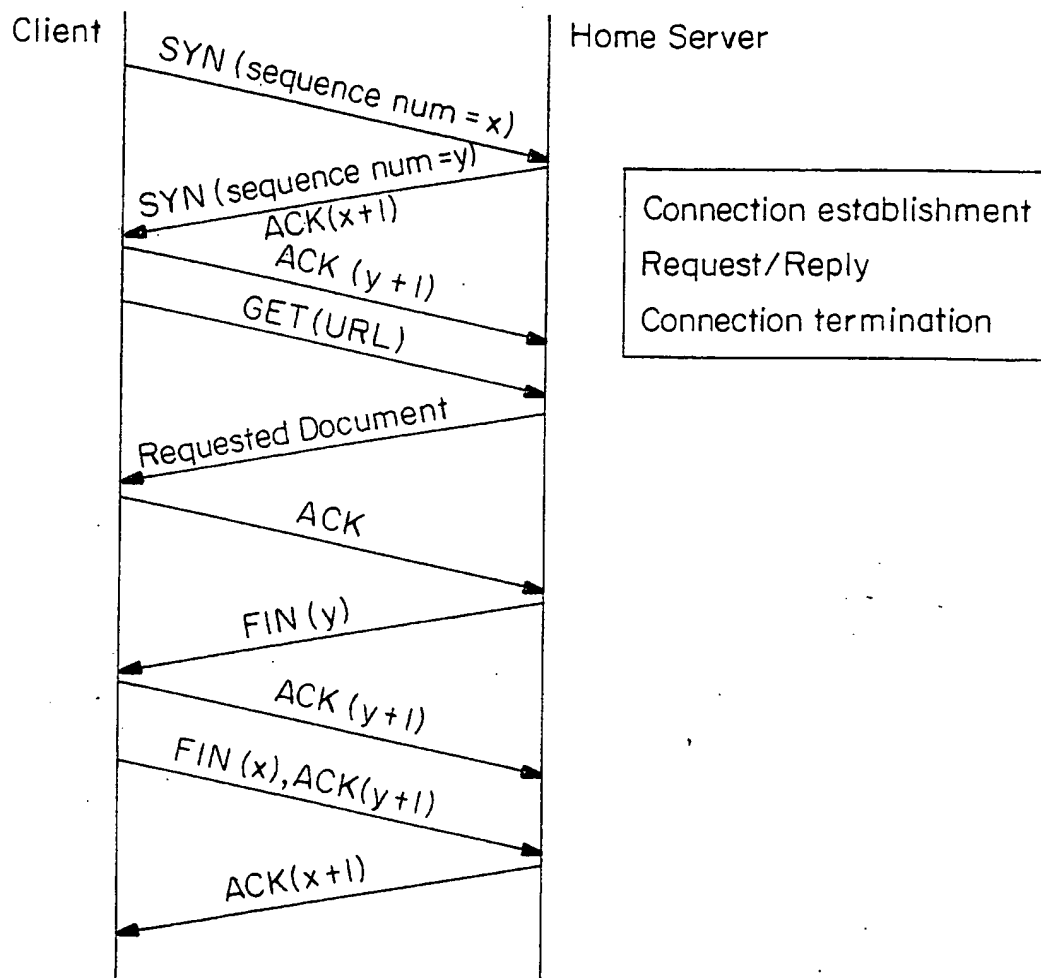 Client
Home Server
SYN (sequence num = x)
SYN (sequence num =y)
ACK(x+1)
ACK (y+1)
GET(URL)
Connection establishment
Request/Reply
Connection termination
Requested Document
ACK
FIN (y)
ACK (y+1)
FIN (x), ACK(y+1)
ACK(x+1)